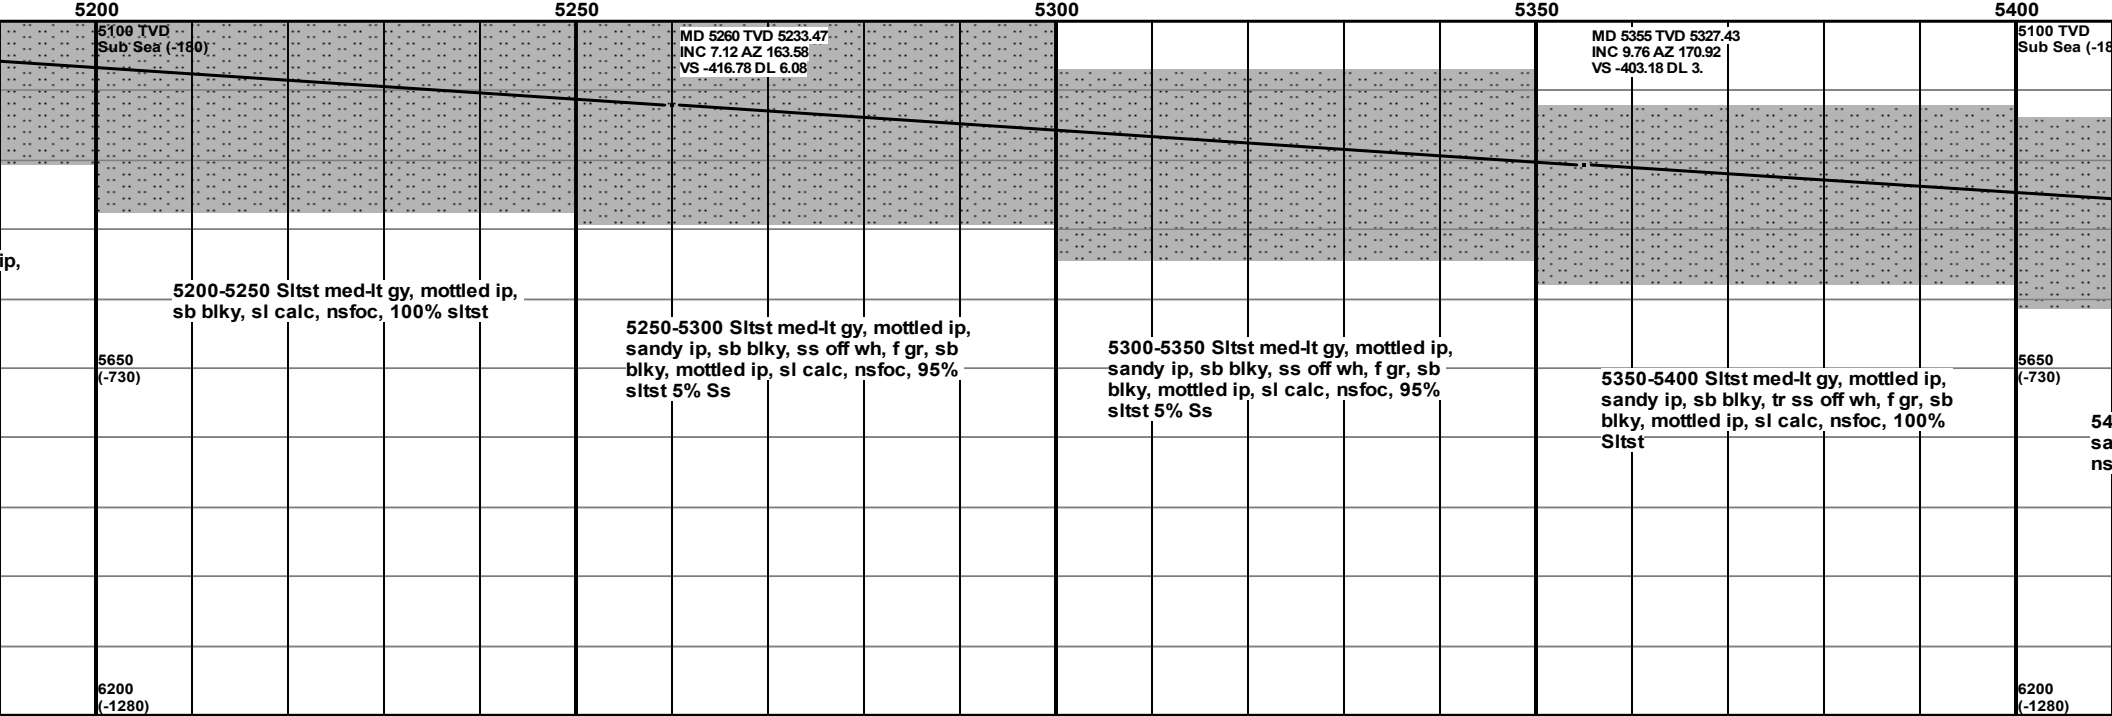 5200 5250 5300 5350 5400
5100 TVD
Sub Sea (-180)
MD 5260 TVD 5233.47
INC 7.12 AZ 163.58
VS -416.78 DL 6.08
MD 5355 TVD 5327.43
INC 9.76 AZ 170.92
VS -403.18 DL 3.
5100 TVD
Sub Sea (-18
ip,
5200-5250 Sltst med-lt gy, mottled ip,
sb blky, sl calc, nsfoc, 100% sltst
5250-5300 Sltst med-lt gy, mottled ip,
sandy ip, sb blky, ss off wh, f gr, sb
blky, mottled ip, sl calc, nsfoc, 95%
sltst 5% Ss
5300-5350 Sltst med-lt gy, mottled ip,
sandy ip, sb blky, ss off wh, f gr, sb
blky, mottled ip, sl calc, nsfoc, 95%
sltst 5% Ss
5350-5400 Sltst med-lt gy, mottled ip,
sandy ip, sb blky, tr ss off wh, f gr, sb
blky, mottled ip, sl calc, nsfoc, 100%
Sltst
5650
(-730)
5650
(-730)
54
sa
ns
6200
(-1280)
6200
(-1280)